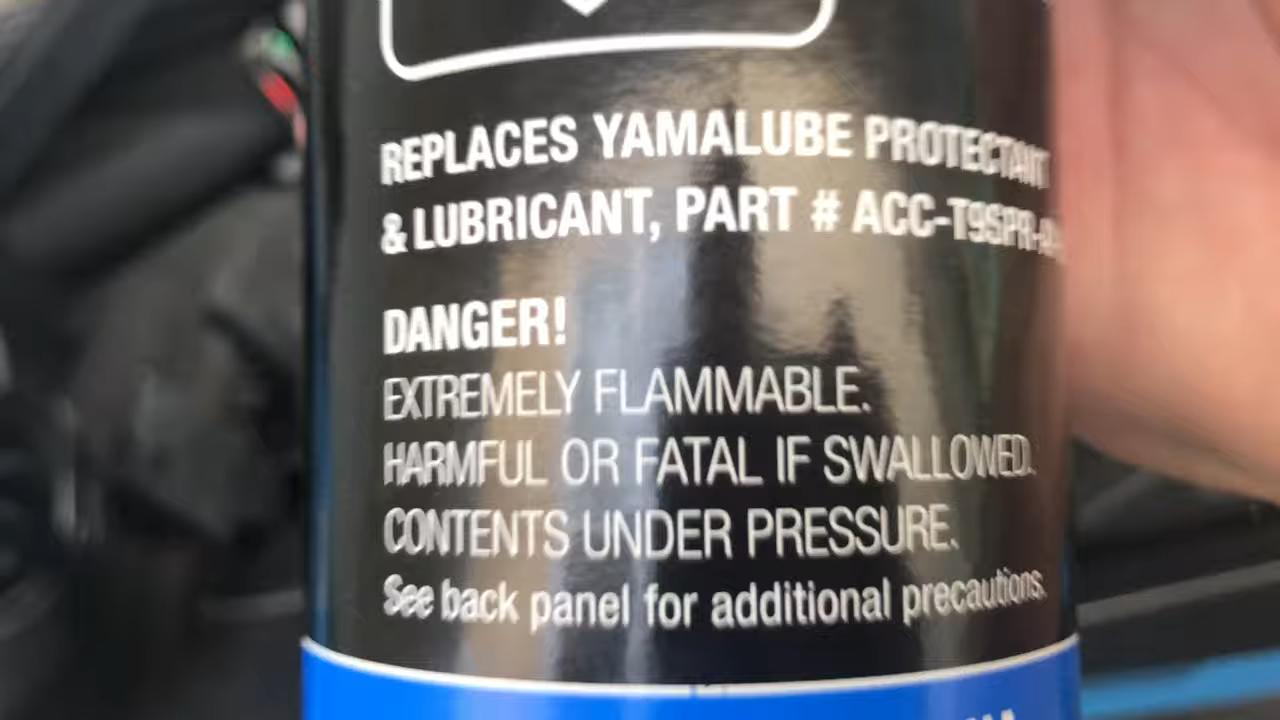 REPLACES YAMALUBE PROTECTANT
& LUBRICANT, PART # ACC-T9SPR-
DANGER!
EXTREMELY FLAMMABLE.
HARMFUL OR FATAL IF SWALLOWED.
CONTENTS UNDER PRESSURE.
See back panel for additional precautions.